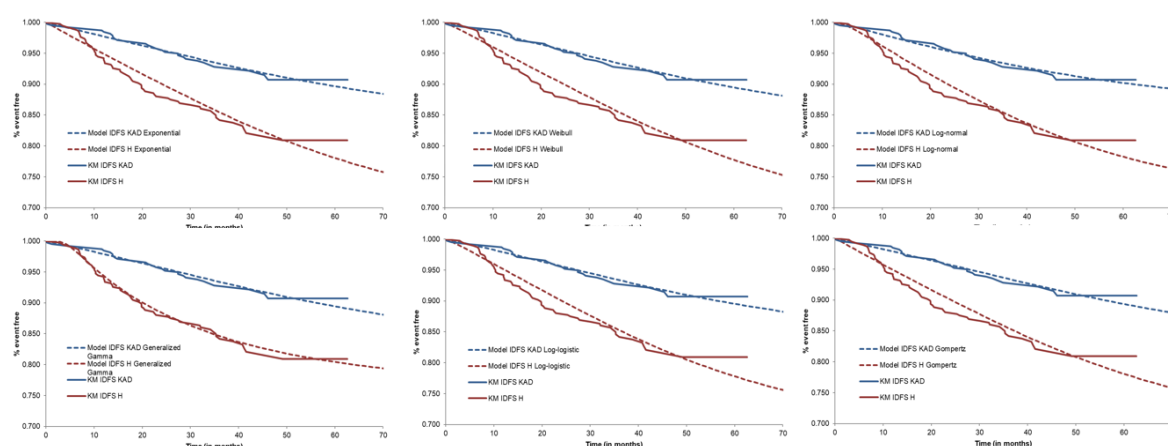 1.000
0.950
0.900
0.850
0.800
0.750
0.700
% event free
Model IDFS KAD Exponential
Model IDFS H Exponential
KM IDFS KAD
KM IDFS H
0 10 20 30 40 50 60 70
Time (in months)
1.000
0.950
0.900
0.850
0.800
0.750
0.700
% event free
Model IDFS KAD Weibull
Model IDFS H Weibull
KM IDFS KAD
KM IDFS H
0 10 20 30 40 50 60 70
1.000
0.950
0.900
0.850
0.800
0.750
0.700
% event free
Model IDFS KAD Log-normal
Model IDFS H Log-normal
KM IDFS KAD
KM IDFS H
0 10 20 30 40 50 60 70
1.000
0.950
0.900
0.850
0.800
0.750
0.700
% event free
Model IDFS KAD Generalized
Gamma
Model IDFS H Generalized
Gamma
KM IDFS KAD
KM IDFS H
0 10 20 30 40 50 60 70
Time (in months)
1.000
0.950
0.900
0.850
0.800
0.750
0.700
% event free
Model IDFS KAD Log-logistic
Model IDFS H Log-logistic
KM IDFS KAD
KM IDFS H
0 10 20 30 40 50 60 70
Time (in months)
1.000
0.950
0.900
0.850
0.800
0.750
0.700
% event free
Model IDFS KAD Gompertz
Model IDFS H Gompertz
KM IDFS KAD
KM IDFS H
0 10 20 30 40 50 60
Time (in months)